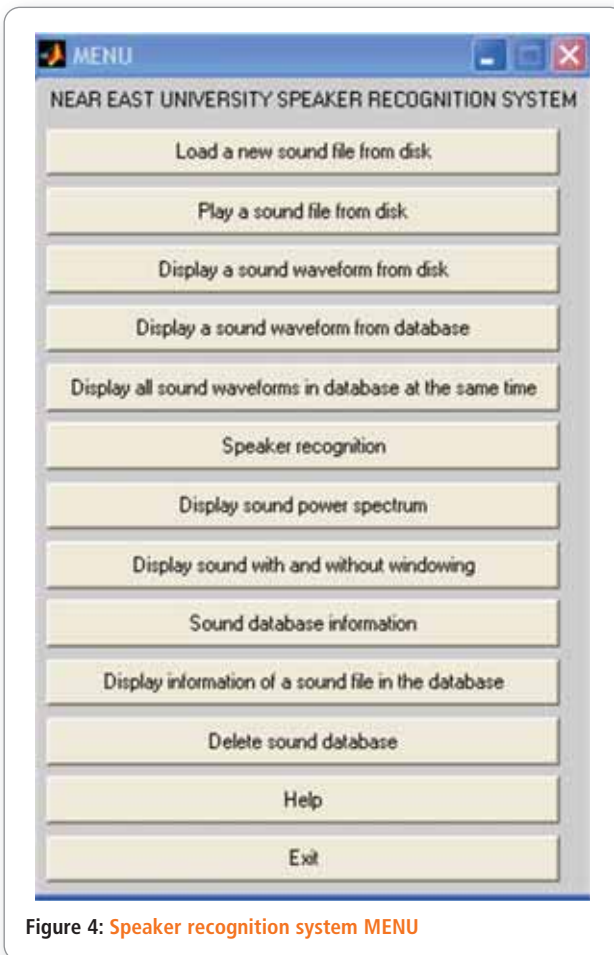 MENU
NEAR EAST UNIVERSITY SPEAKER RECOGNITION SYSTEM
Load a new sound file from disk
Play a sound file from disk
Display a sound waveform from disk
Display a sound waveform from database
Display all sound waveforms in database at the same time
Speaker recognition
Display sound power spectrum
Display sound with and without windowing
Sound database information
Display information of a sound file in the database
Delete sound database
Help
Exit
Figure 4: Speaker recognition system MENU